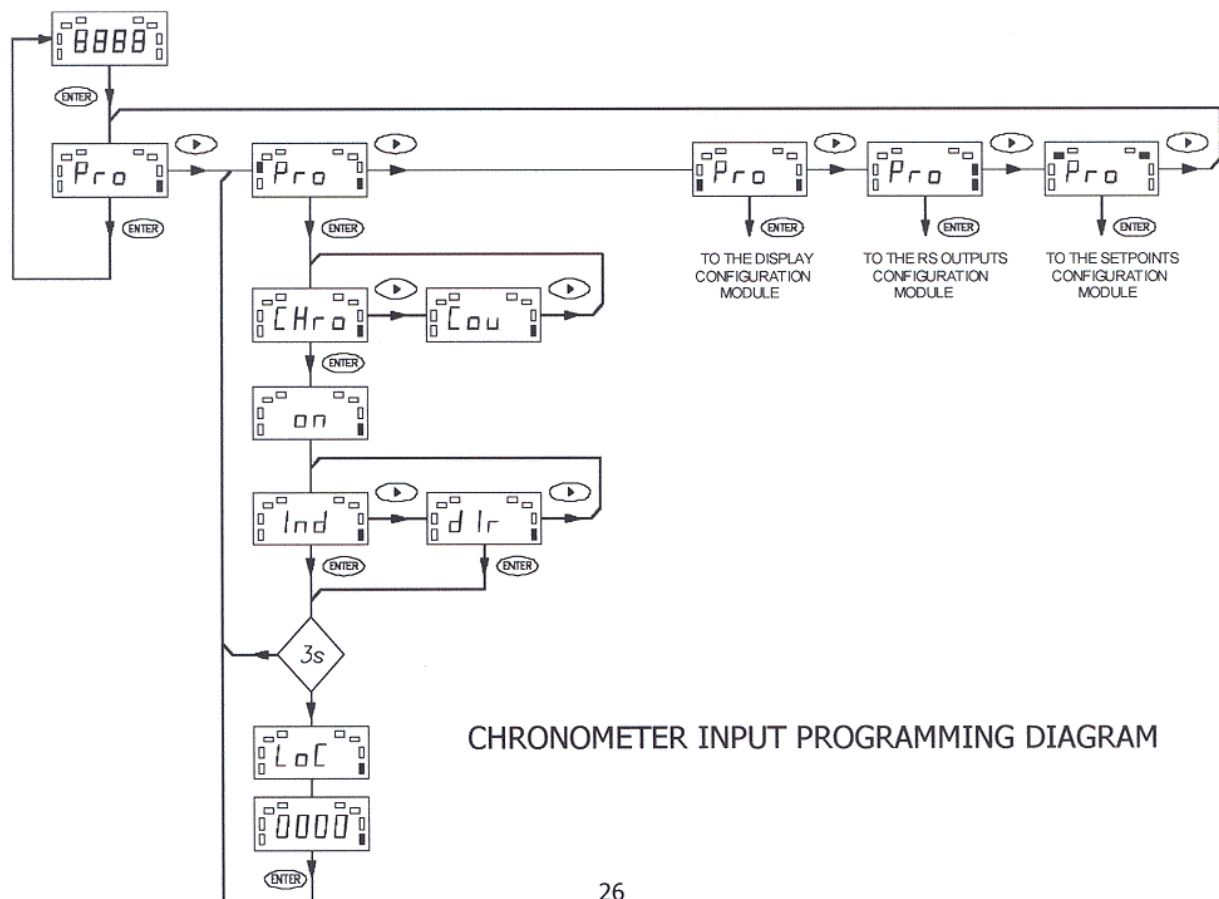 8888
ENTER
Pro
Pro
Pro
Pro
Pro
ENTER
ENTER
ENTER
ENTER
ENTER
TO THE DISPLAY
CONFIGURATION
MODULE
TO THE RS OUTPUTS
CONFIGURATION
MODULE
TO THE SETPOINTS
CONFIGURATION
MODULE
CHro
Cou
ENTER
on
Ind
dIr
ENTER
ENTER
3s
LoC
CHRONOMETER INPUT PROGRAMMING DIAGRAM
0000
ENTER
26